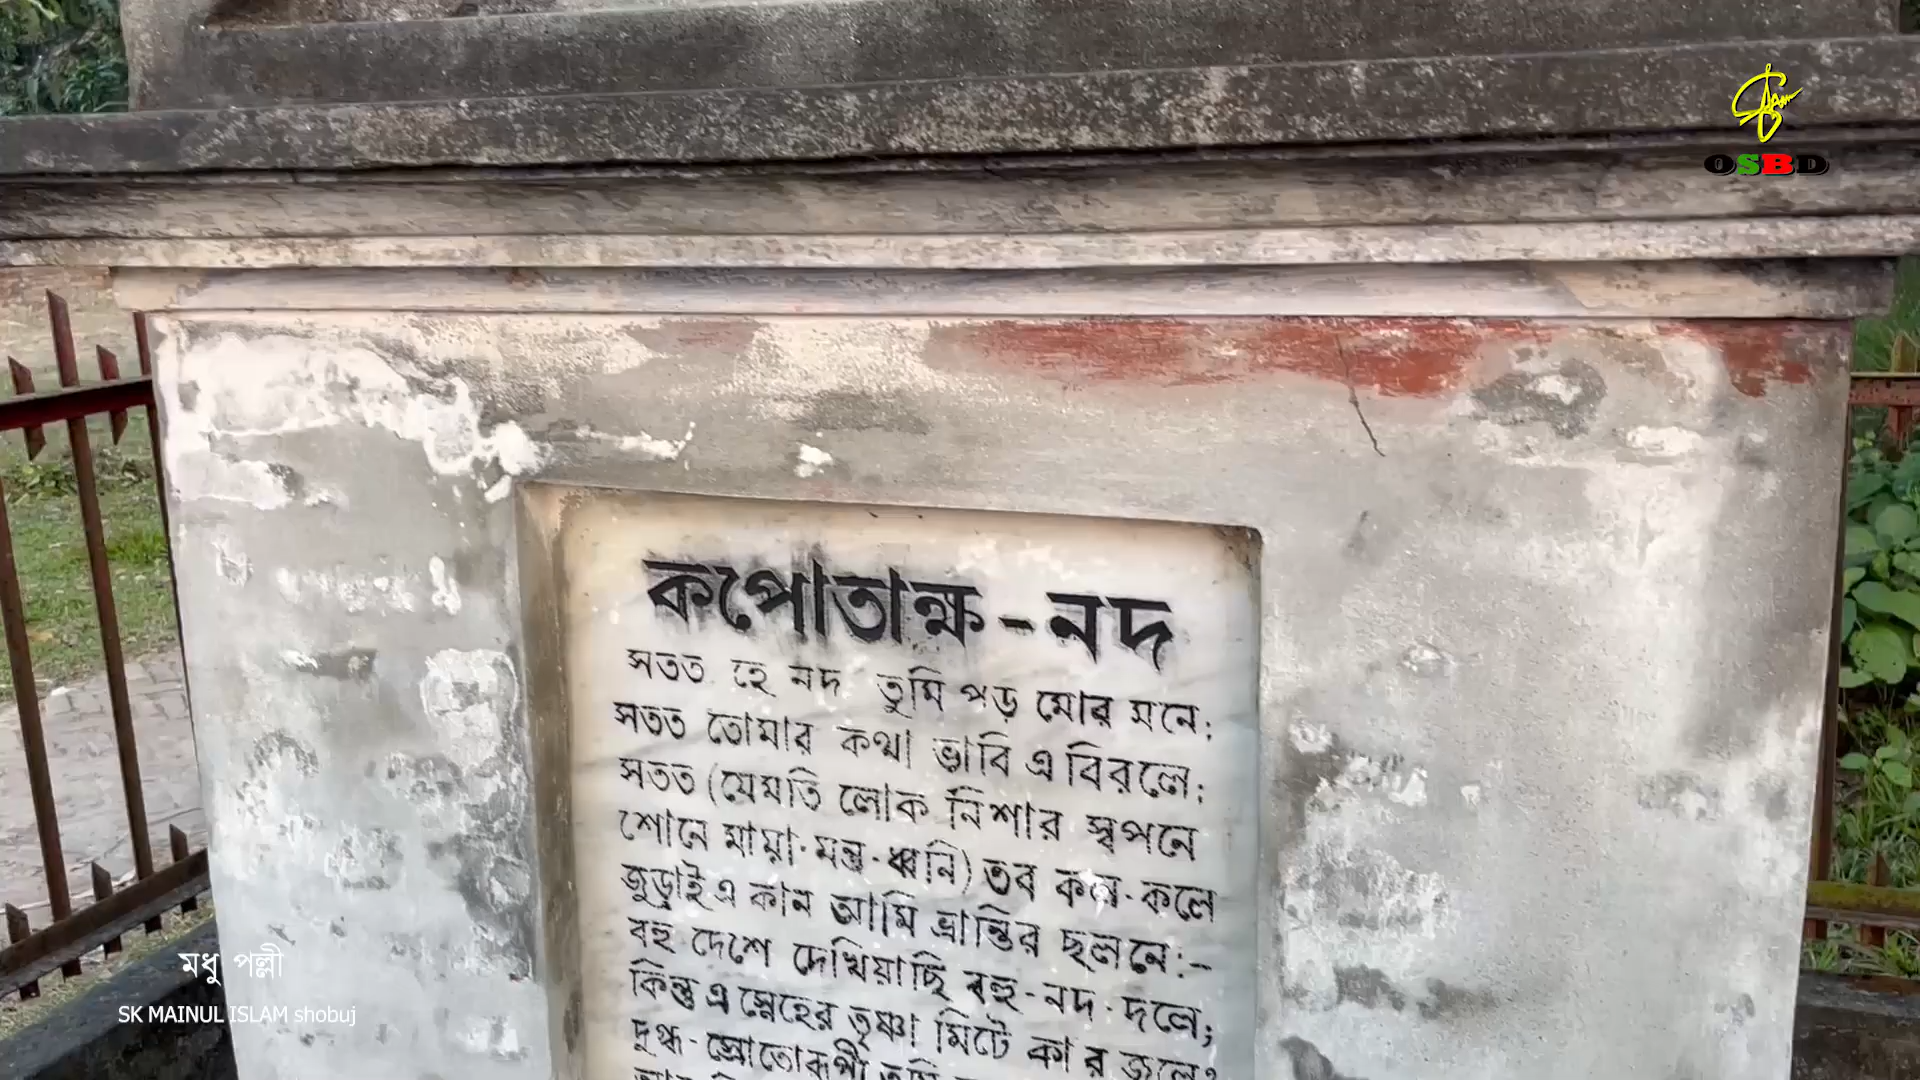 OSBD
কপোতাক্ষ-নদ
সতত হে নদ তুমি পড় মোর মনে;
সতত তোমার কথা ভাবি এ বিরলে;
সতত (যেমতি লোক নিশার স্বপনে
শোনে মায়া-মন্ত্র-ধ্বনি) তব কল-কলে
জুড়াই এ কান আমি ভ্রান্তির ছলনে:-
বহু দেশে দেখিয়াছি বহু-নদ-দলে;
কিন্তু এ স্নেহের তৃষ্ণা মিটে কার জলে?
দুগ্ধ-স্রোতোরূপী তুমি
মধু পল্লী
SK MAINUL ISLAM shobuj